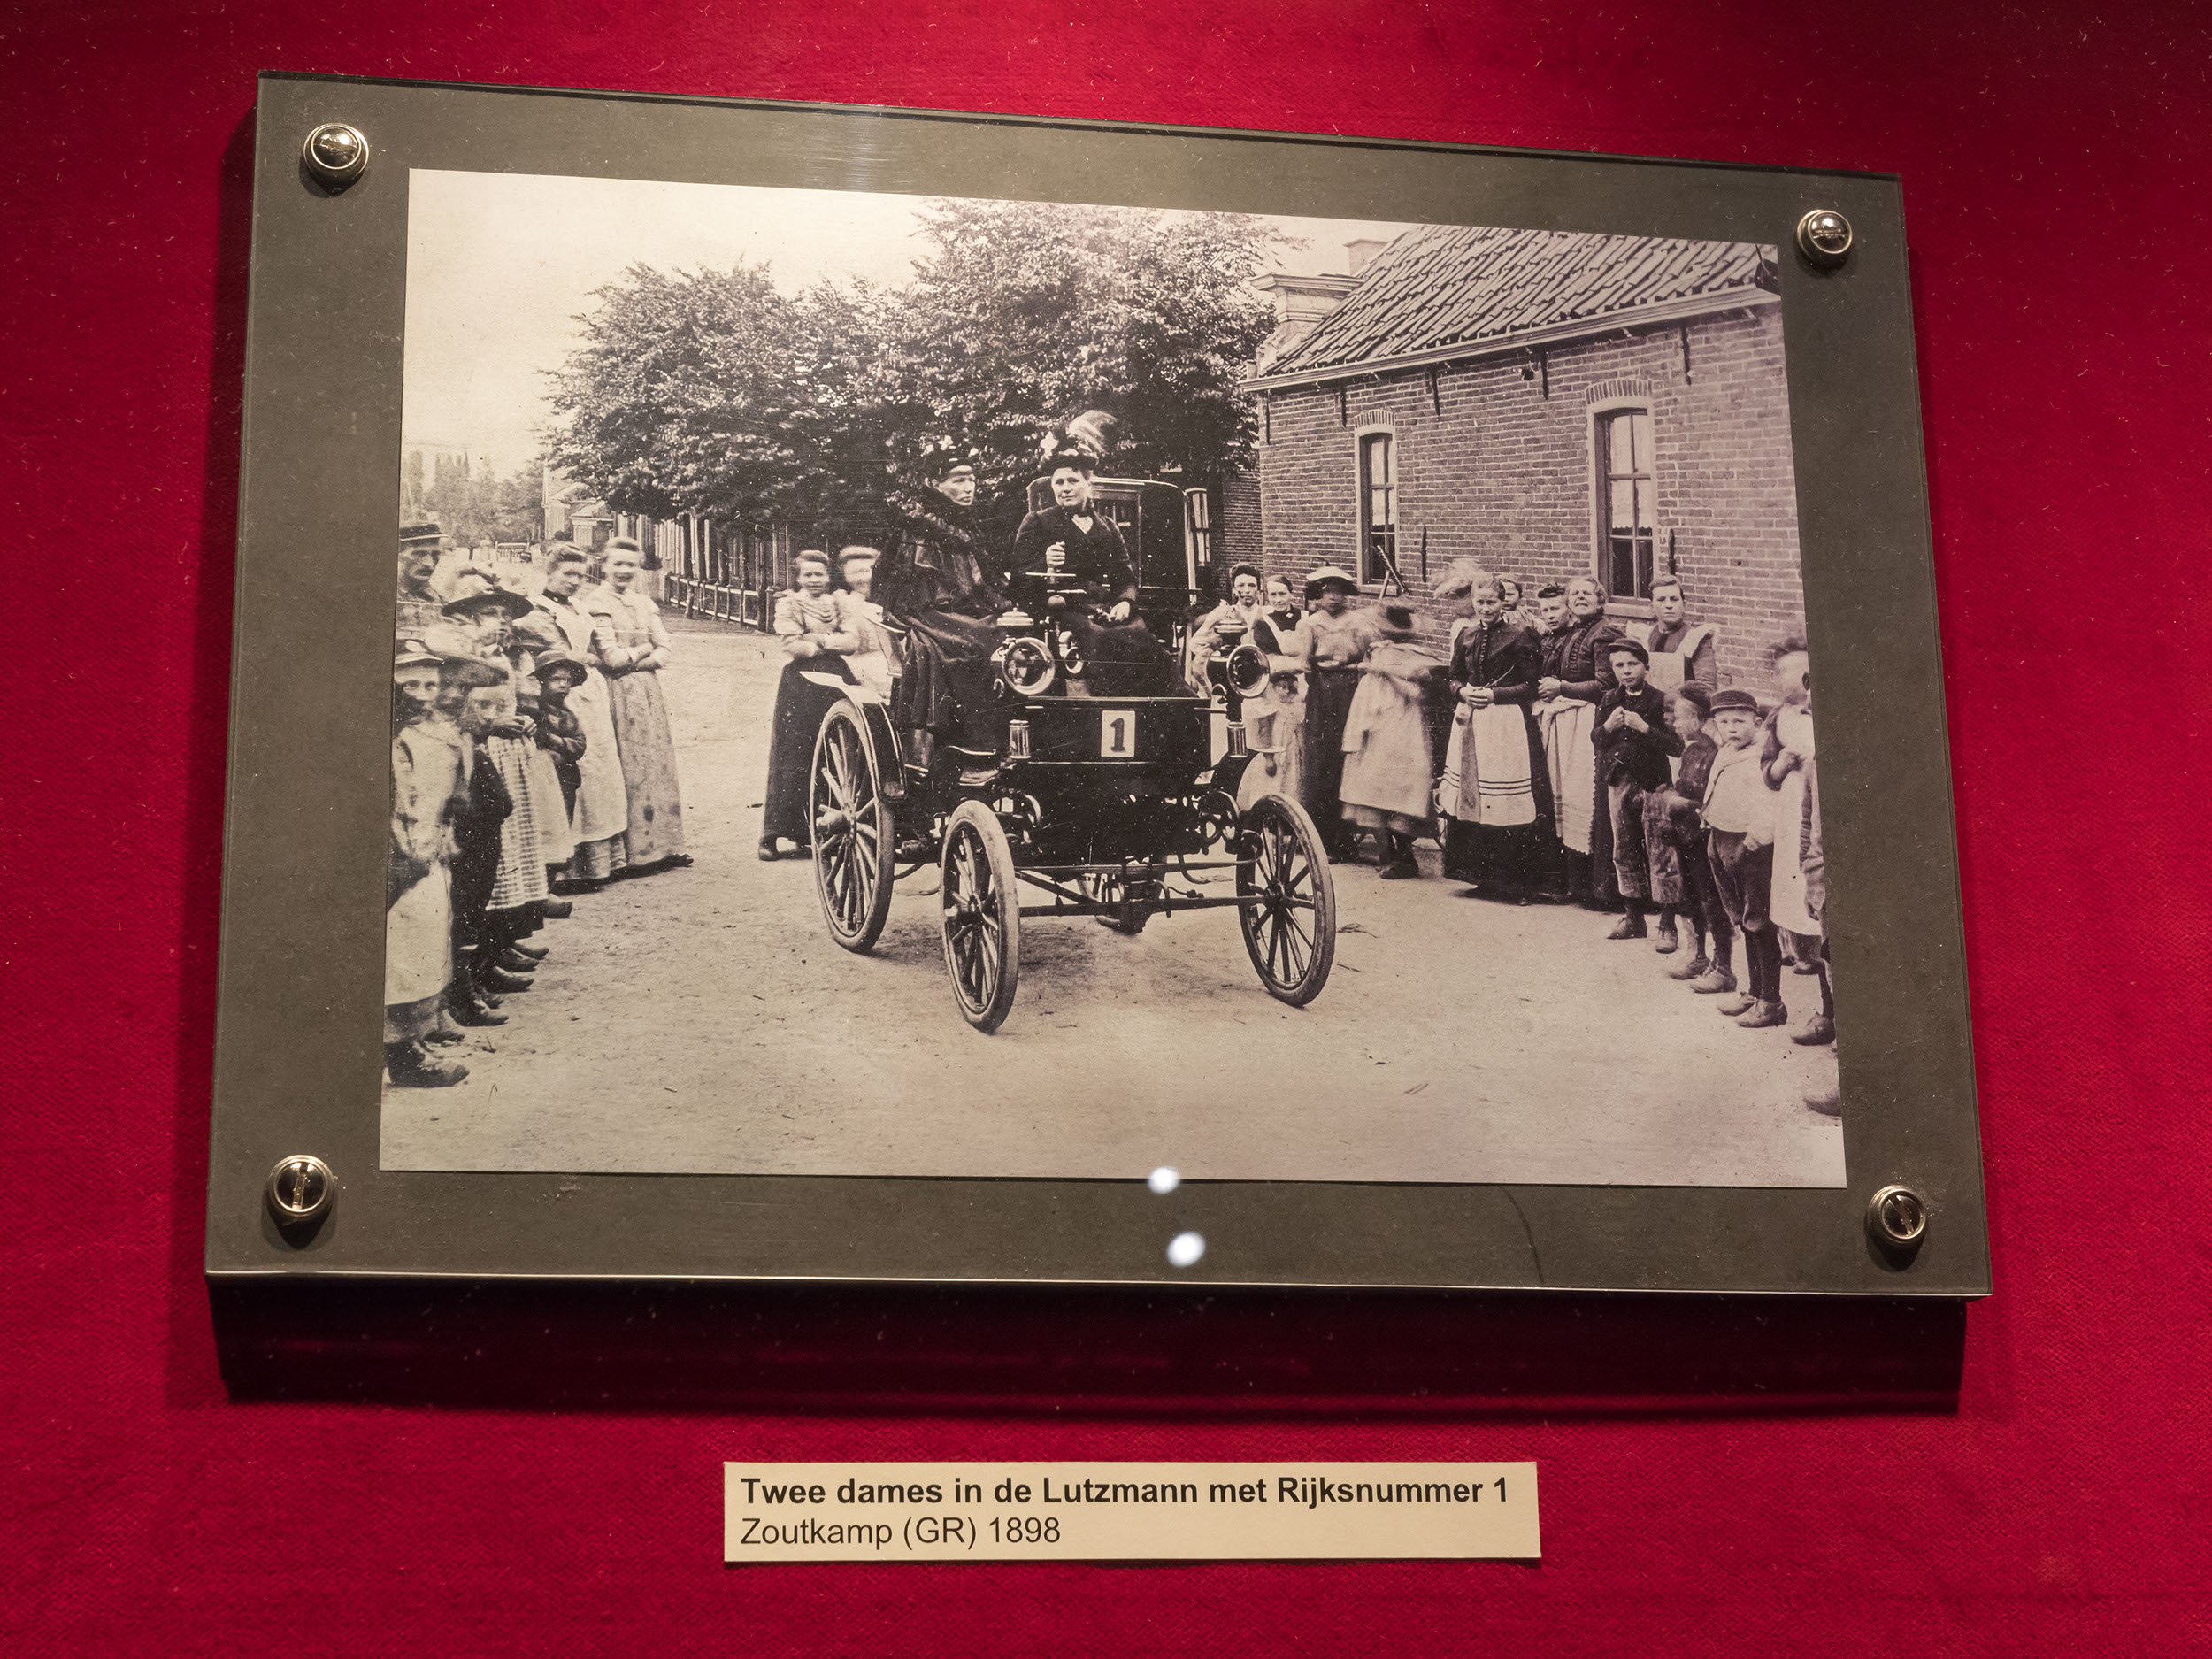 1
Twee dames in de Lutzmann met Rijksnummer 1
Zoutkamp (GR) 1898